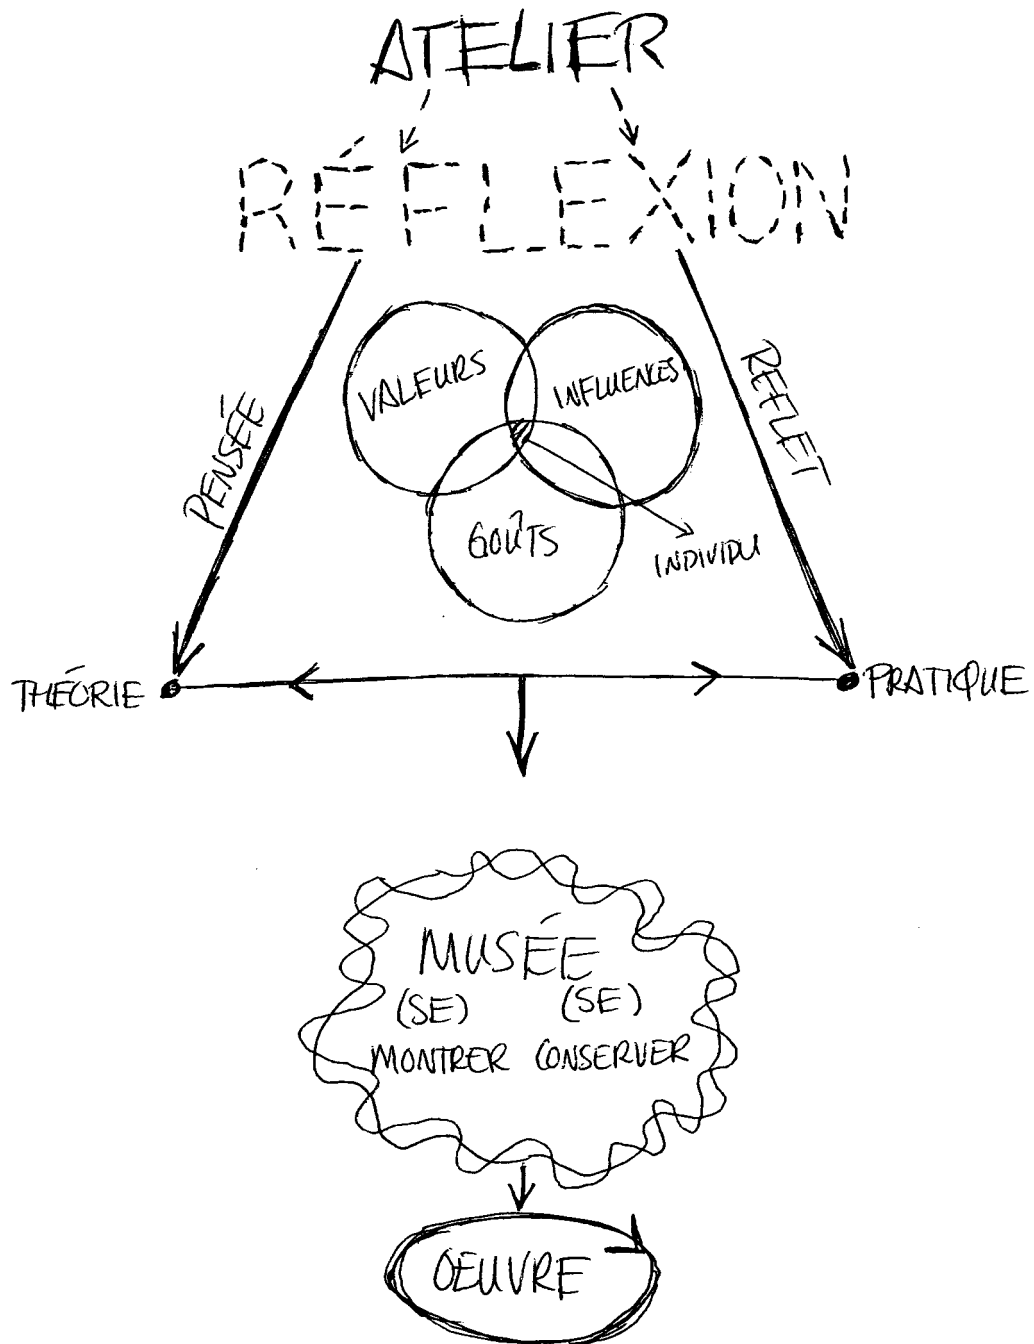 ATELIER
RÉFLEXION
PENSÉE
REFLET
VALEURS
INFLUENCES
GOÛTS
INDIVIDU
THÉORIE
PRATIQUE
MUSÉE
(SE) (SE)
MONTRER CONSERVER
OEUVRE